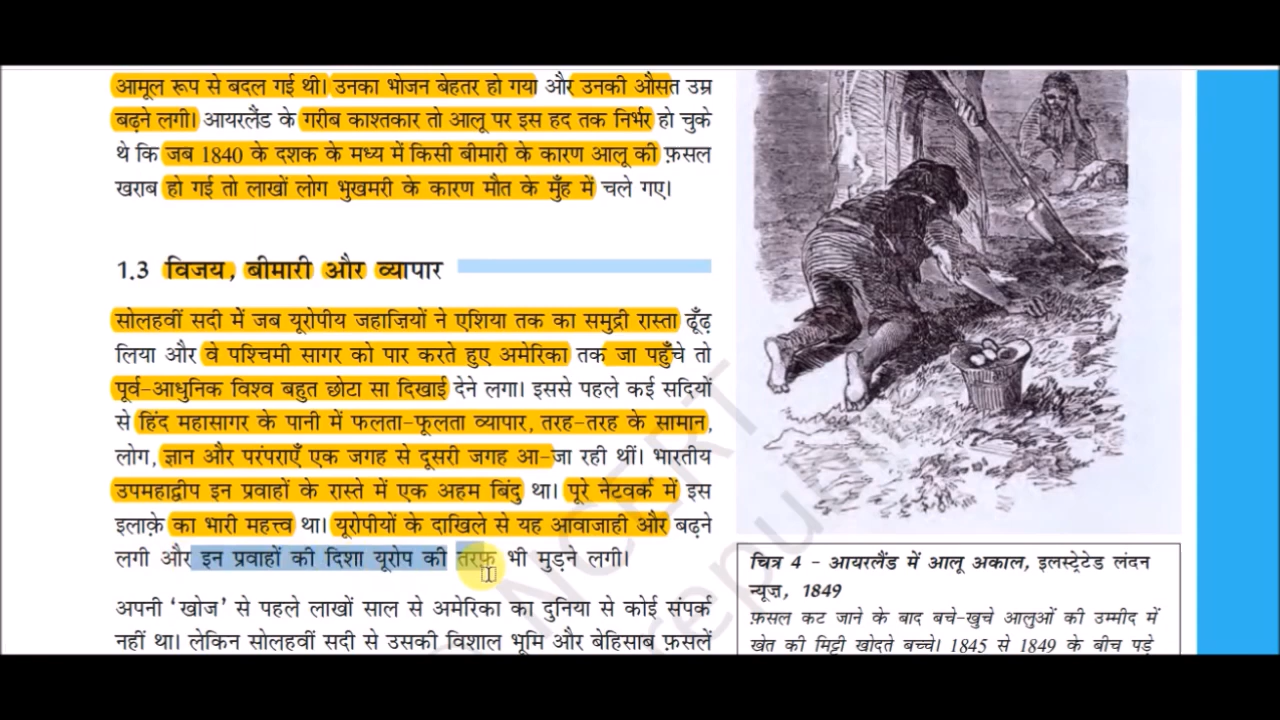 आमूल रूप से बदल गई थी। उनका भोजन बेहतर हो गया और उनकी औसत उम्र
बढ़ने लगी। आयरलैंड के ग़रीब काश्तकार तो आलू पर इस हद तक निर्भर हो चुके
थे कि जब 1840 के दशक के मध्य में किसी बीमारी के कारण आलू की फ़सल
खराब हो गई तो लाखों लोग भुखमरी के कारण मौत के मुँह में चले गए।
1.3 विजय, बीमारी और व्यापार
सोलहवीं सदी में जब यूरोपीय जहाज़ियों ने एशिया तक का समुद्री रास्ता ढूँढ़
लिया और वे पश्चिमी सागर को पार करते हुए अमेरिका तक जा पहुँचे तो
पूर्व-आधुनिक विश्व बहुत छोटा सा दिखाई देने लगा। इससे पहले कई सदियों
से हिंद महासागर के पानी में फलता-फूलता व्यापार, तरह-तरह के सामान,
लोग, ज्ञान और परंपराएँ एक जगह से दूसरी जगह आ-जा रही थीं। भारतीय
उपमहाद्वीप इन प्रवाहों के रास्ते में एक अहम बिंदु था। पूरे नेटवर्क में इस
इलाक़े का भारी महत्त्व था। यूरोपीयों के दाख़िले से यह आवाजाही और बढ़ने
लगी और इन प्रवाहों की दिशा यूरोप की तरफ़ भी मुड़ने लगी।
अपनी ‘खोज’ से पहले लाखों साल से अमेरिका का दुनिया से कोई संपर्क
नहीं था। लेकिन सोलहवीं सदी से उसकी विशाल भूमि और बेहिसाब फ़सलें
चित्र 4 – आयरलैंड में आलू अकाल, इलस्ट्रेटेड लंदन
न्यूज़, 1849
फ़सल कट जाने के बाद बचे-खुचे आलुओं की उम्मीद में
खेत की मिट्टी खोदते बच्चे। 1845 से 1849 के बीच पड़े
NCERT